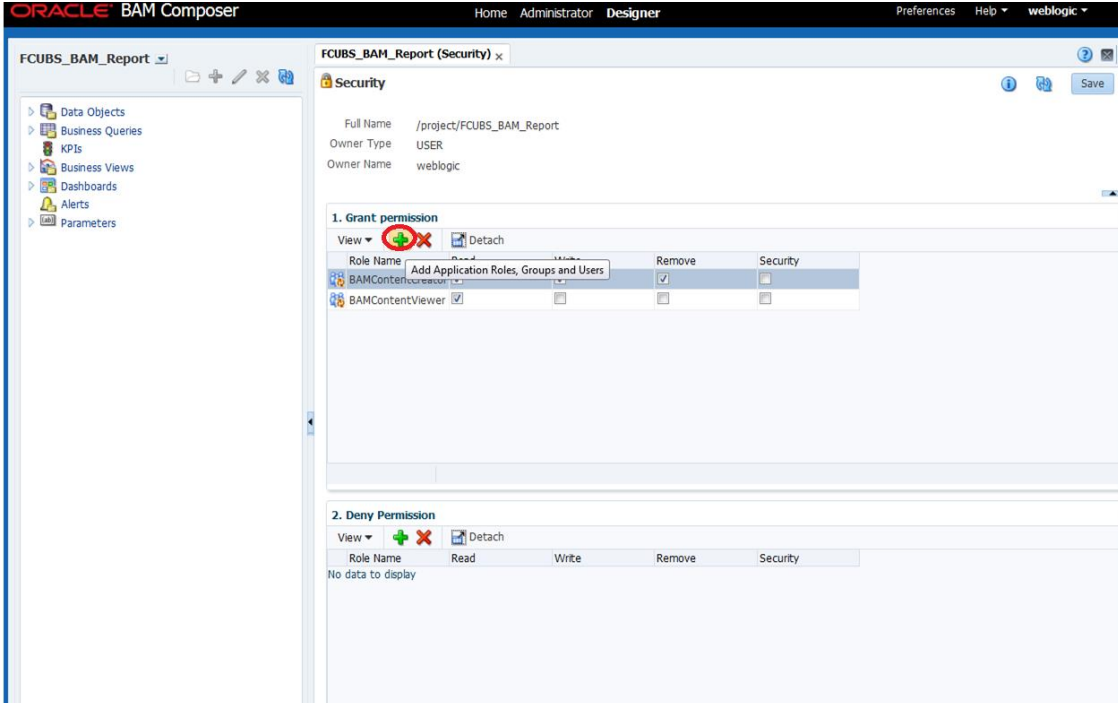 ORACLE BAM Composer
Home Administrator Designer
Preferences Help weblogic
FCUBS_BAM_Report
Data Objects
Business Queries
KPIs
Business Views
Dashboards
Alerts
Parameters
FCUBS_BAM_Report (Security)
Security
Save
Full Name /project/FCUBS_BAM_Report
Owner Type USER
Owner Name weblogic
1. Grant permission
View Detach
Role Name Read Write Remove Security
Add Application Roles, Groups and Users
BAMContentCreator
BAMContentViewer
2. Deny Permission
View Detach
Role Name Read Write Remove Security
No data to display